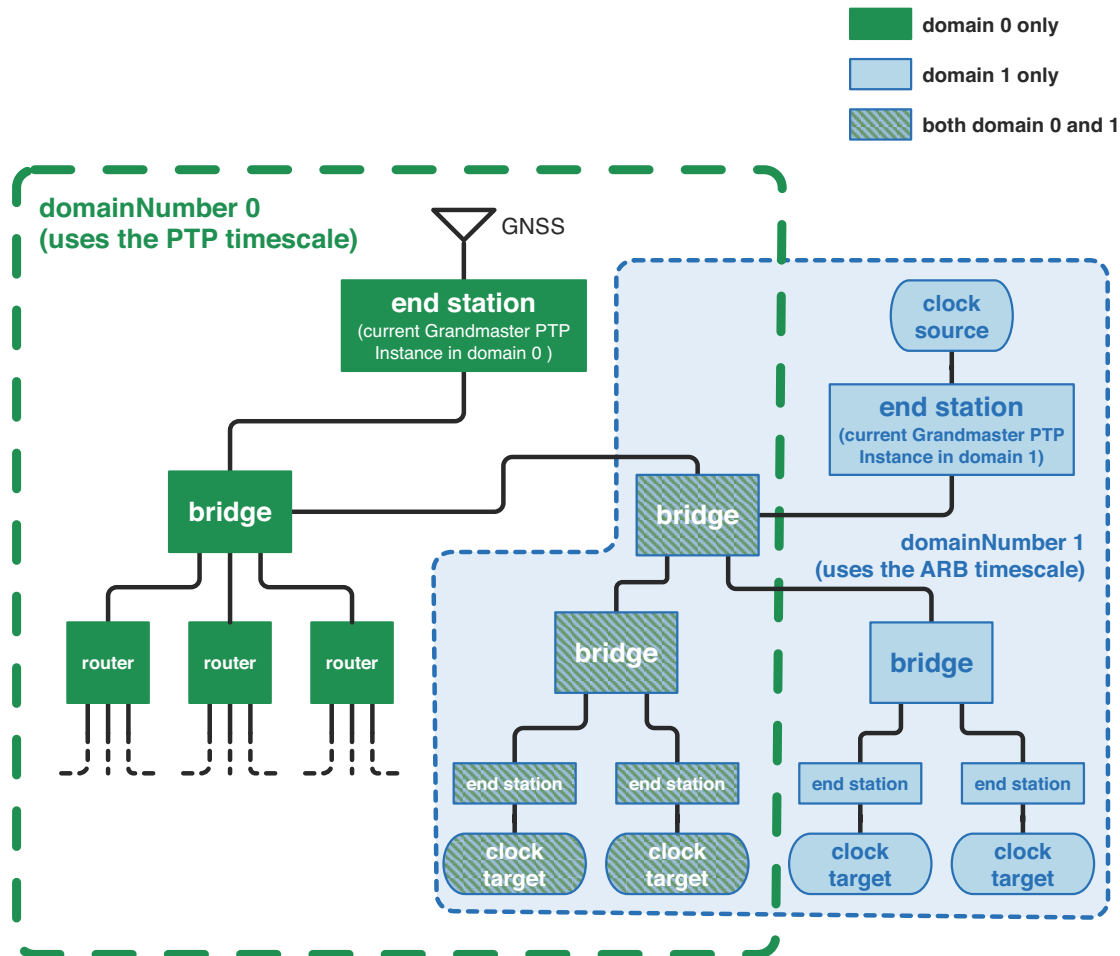 domain 0 only
domain 1 only
both domain 0 and 1
domainNumber 0
(uses the PTP timescale)
GNSS
end station
(current Grandmaster PTP
Instance in domain 0 )
clock
source
end station
(current Grandmaster PTP
Instance in domain 1)
bridge
bridge
domainNumber 1
(uses the ARB timescale)
router
router
router
bridge
bridge
end station
end station
end station
end station
clock
target
clock
target
clock
target
clock
target